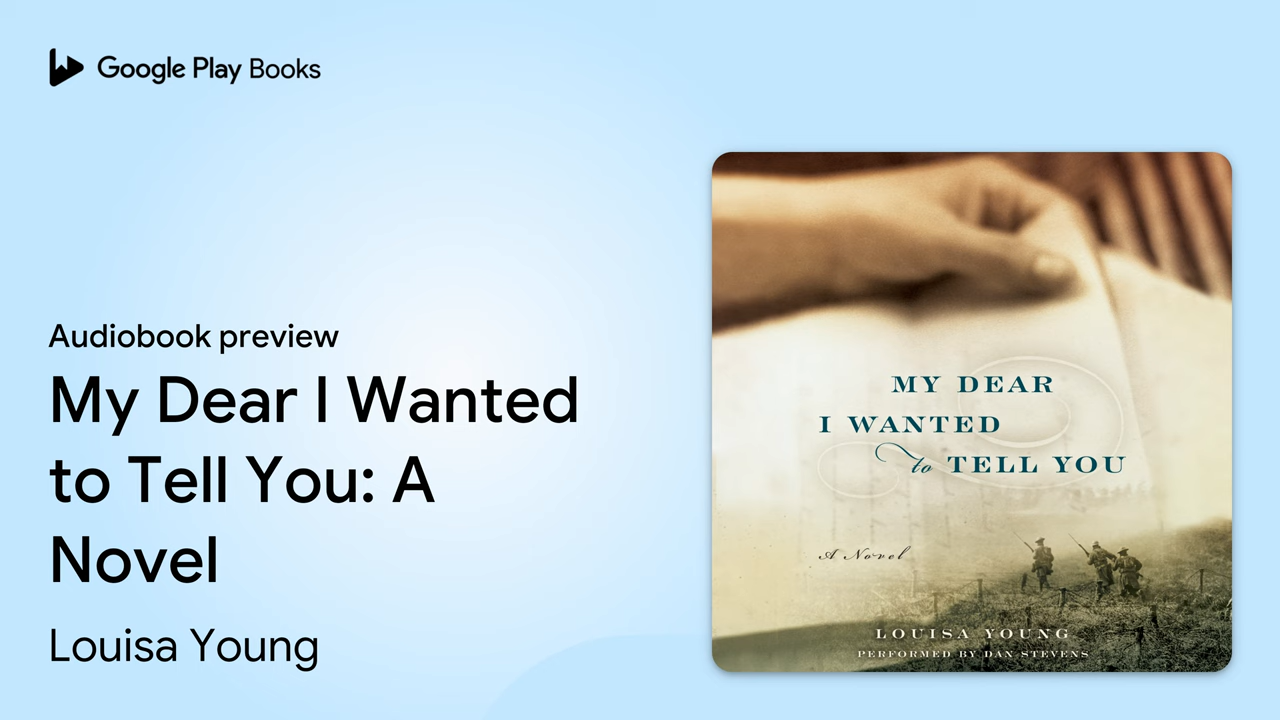 Google Play Books
Audiobook preview
My Dear I Wanted
to Tell You: A
Novel
Louisa Young
MY DEAR
I WANTED
to TELL YOU
A Novel
LOUISA YOUNG
PERFORMED BY DAN STEVENS